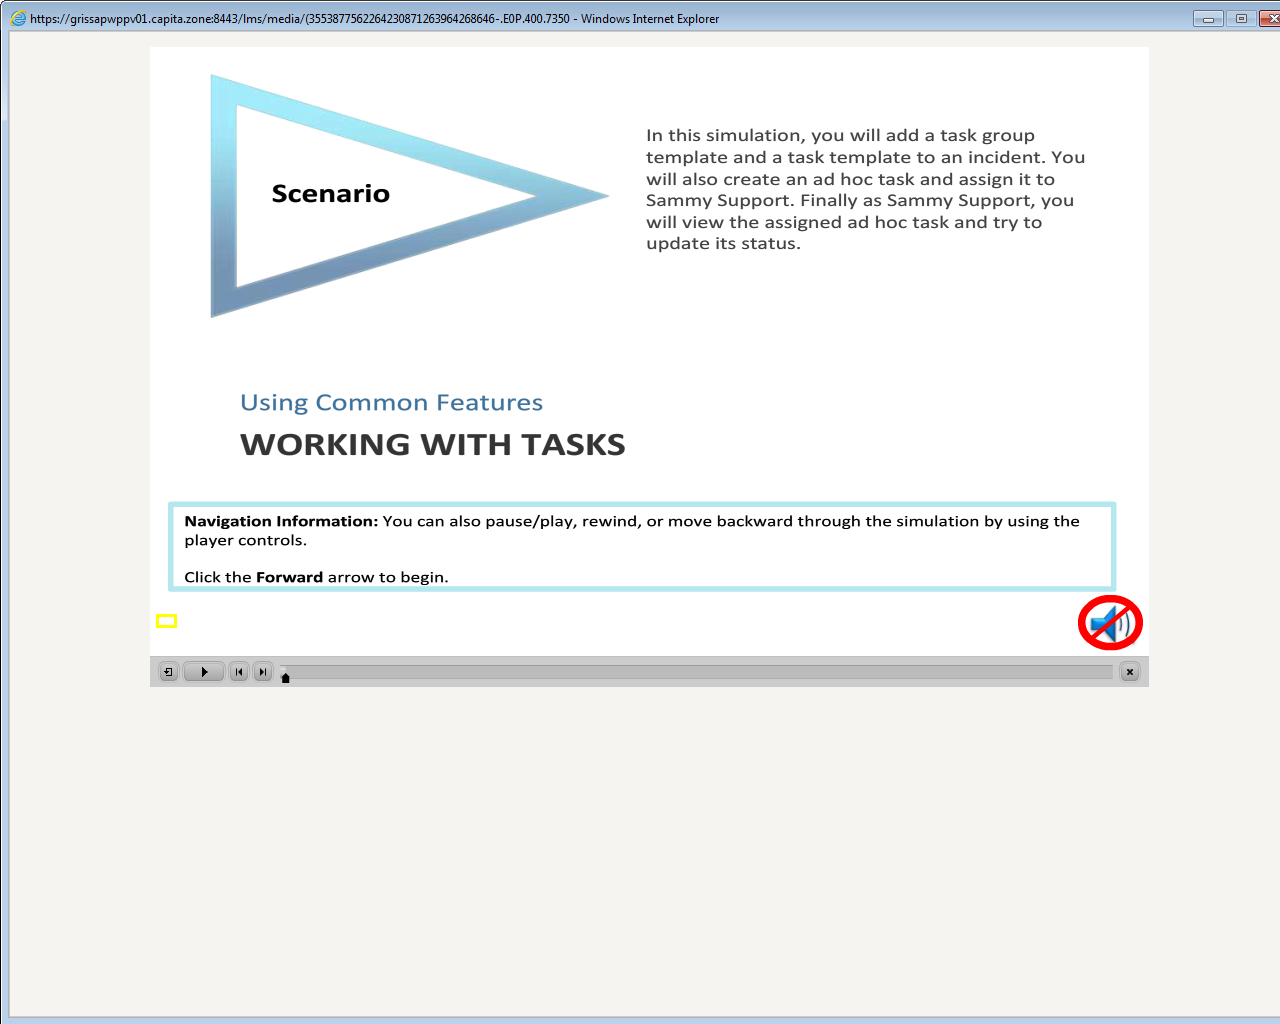 https://grissapwppv01.capita.zone:8443/lms/media/(3553877562264230871263964268646-.E0P.400.7350 - Windows Internet Explorer
Scenario
In this simulation, you will add a task group
template and a task template to an incident. You
will also create an ad hoc task and assign it to
Sammy Support. Finally as Sammy Support, you
will view the assigned ad hoc task and try to
update its status.
Using Common Features
WORKING WITH TASKS
Navigation Information: You can also pause/play, rewind, or move backward through the simulation by using the
player controls.
Click the Forward arrow to begin.